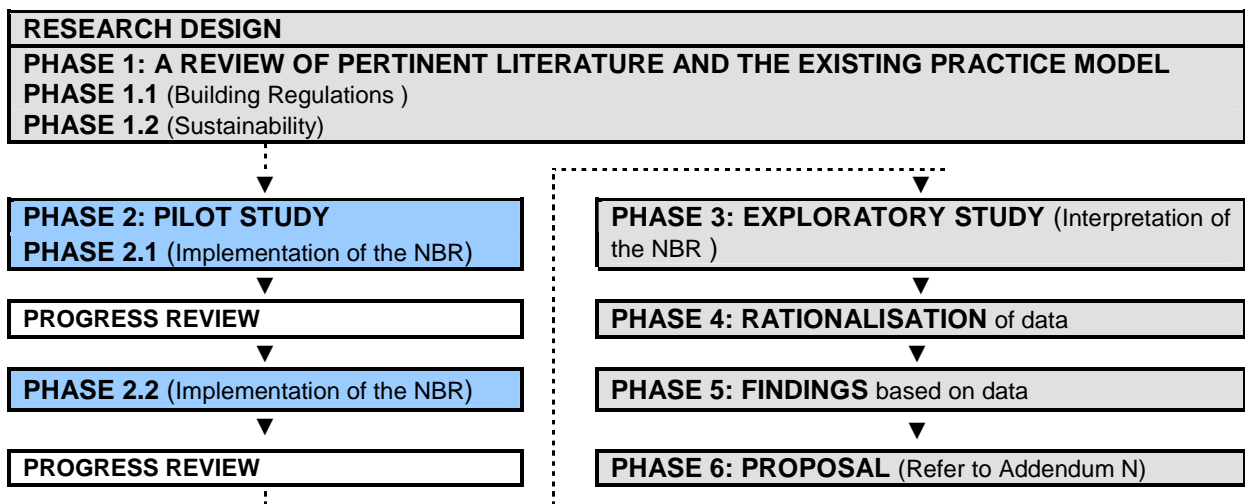 RESEARCH DESIGN
PHASE 1: A REVIEW OF PERTINENT LITERATURE AND THE EXISTING PRACTICE MODEL
PHASE 1.1 (Building Regulations )
PHASE 1.2 (Sustainability)
PHASE 2: PILOT STUDY
PHASE 2.1 (Implementation of the NBR)
PROGRESS REVIEW
PHASE 2.2 (Implementation of the NBR)
PROGRESS REVIEW
PHASE 3: EXPLORATORY STUDY (Interpretation of
the NBR )
PHASE 4: RATIONALISATION of data
PHASE 5: FINDINGS based on data
PHASE 6: PROPOSAL (Refer to Addendum N)